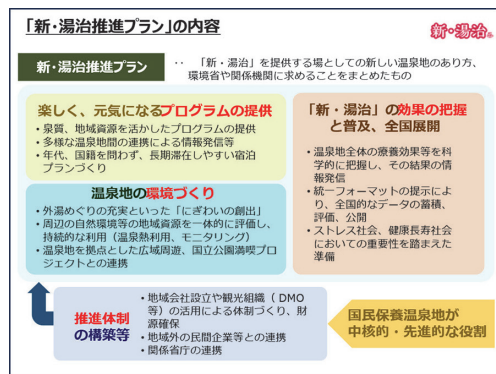 「新・湯治推進プラン」の内容
新・湯治
新・湯治推進プラン
‥ 「新・湯治」を提供する場としての新しい温泉地のあり方、
環境省や関係機関に求めることをまとめたもの
楽しく、元気になるプログラムの提供
・泉質、地域資源を活かしたプログラムの提供
・多様な温泉地間の連携による情報発信等
・年代、国籍を問わず、長期滞在しやすい宿泊
プランづくり
温泉地の環境づくり
・外湯めぐりの充実といった「にぎわいの創出」
・周辺の自然環境等の地域資源を一体的に評価し、
持続的な利用（温泉熱利用、モニタリング）
・温泉地を拠点とした広域周遊、国立公園満喫プロ
ジェクトとの連携
「新・湯治」の効果の把握
と普及、全国展開
・温泉地全体の療養効果等を科
学的に把握し、その結果の情
報発信
・統一フォーマットの提示によ
り、全国的なデータの蓄積、
評価、公開
・ストレス社会、健康長寿社会
においての重要性を踏まえた
準備
推進体制
の構築等
・地域会社設立や観光組織（DMO
等）の活用による体制づくり、財
源確保
・地域外の民間企業等との連携
・関係省庁の連携
国民保養温泉地が
中核的・先進的な役割